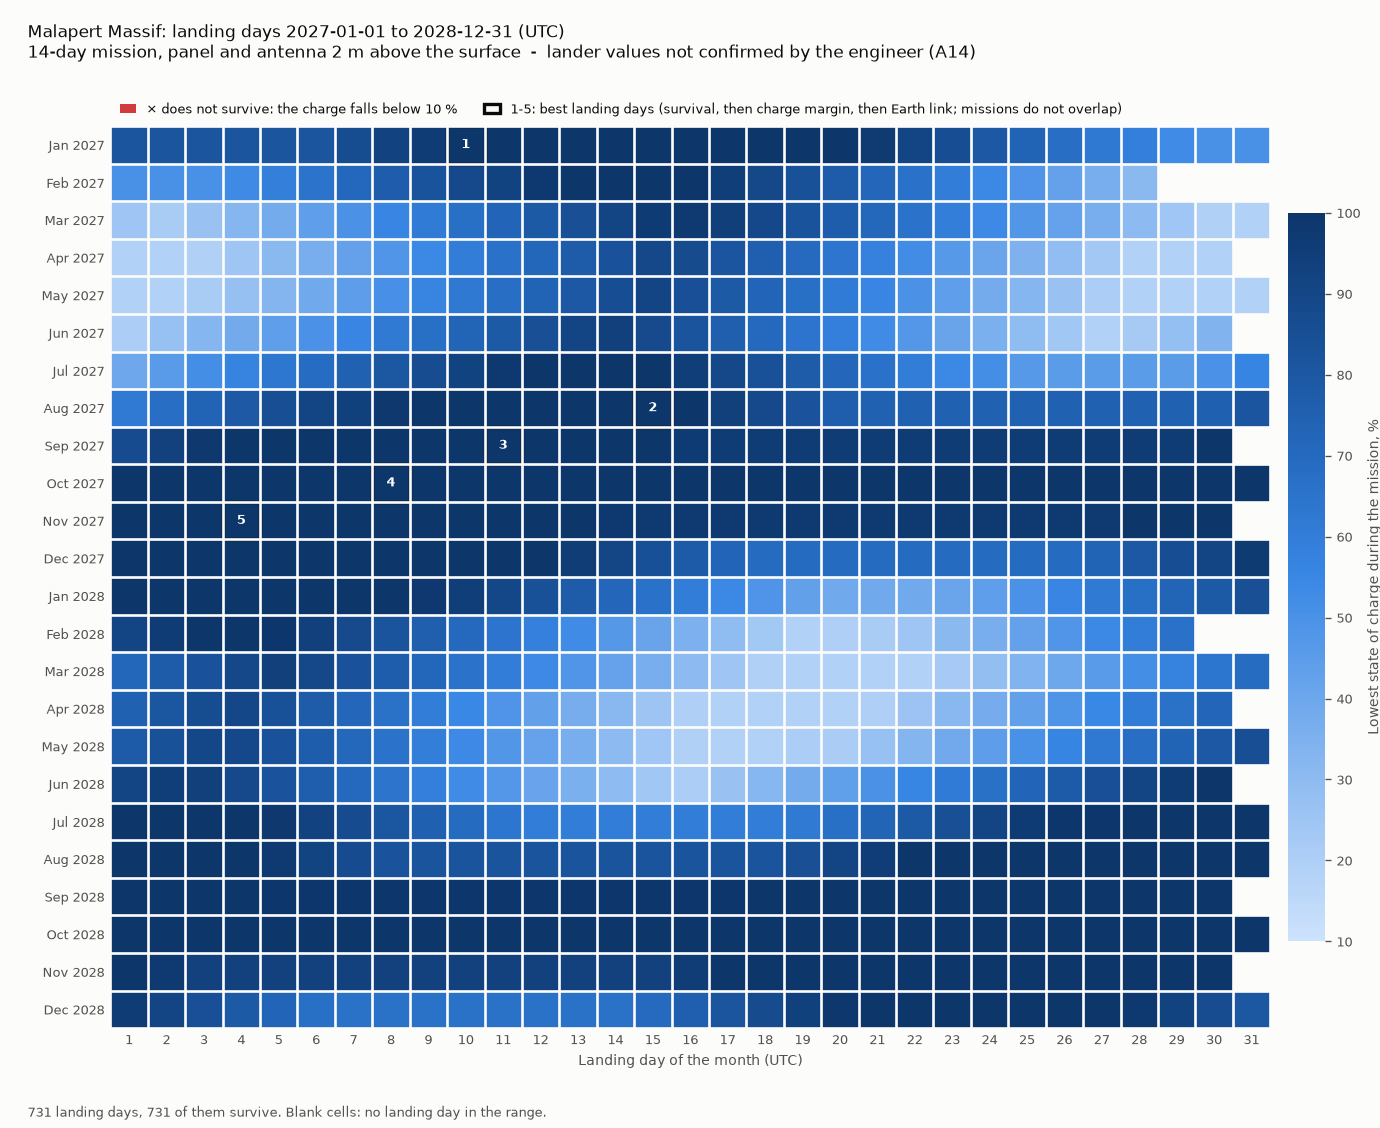 Malapert Massif: landing days 2027-01-01 to 2028-12-31 (UTC)
14-day mission, panel and antenna 2 m above the surface - lander values not confirmed by the engineer (A14)
× does not survive: the charge falls below 10 %
1-5: best landing days (survival, then charge margin, then Earth link; missions do not overlap)
Jan 2027
1
Feb 2027
Mar 2027
Apr 2027
May 2027
Jun 2027
Jul 2027
Aug 2027
2
Sep 2027
3
Oct 2027
4
Nov 2027
5
Dec 2027
Jan 2028
Feb 2028
Mar 2028
Apr 2028
May 2028
Jun 2028
Jul 2028
Aug 2028
Sep 2028
Oct 2028
Nov 2028
Dec 2028
1 2 3 4 5 6 7 8 9 10 11 12 13 14 15 16 17 18 19 20 21 22 23 24 25 26 27 28 29 30 31
Landing day of the month (UTC)
100
90
80
70
60
50
40
30
20
10
Lowest state of charge during the mission, %
731 landing days, 731 of them survive. Blank cells: no landing day in the range.